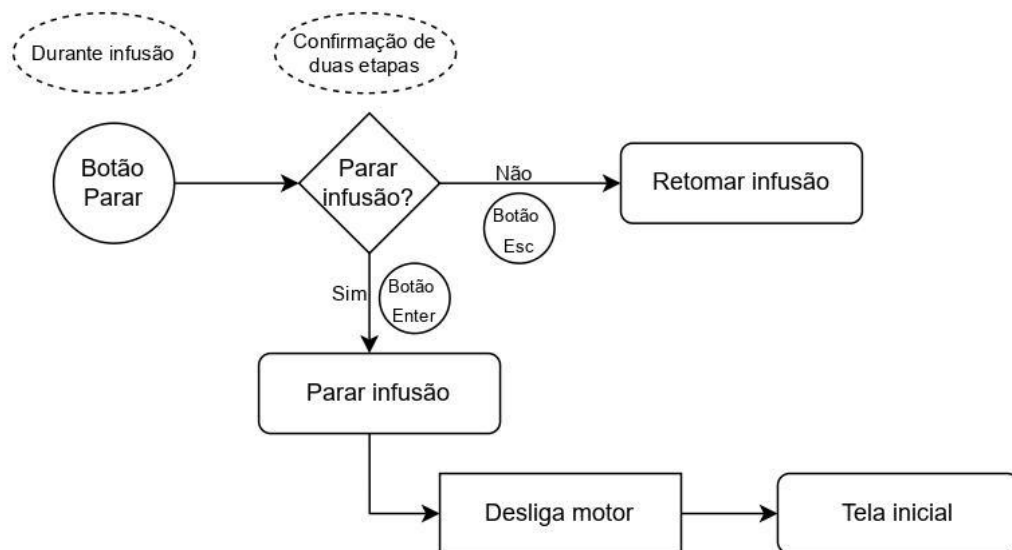 Durante infusão
Confirmação de
duas etapas
Botão
Parar
Parar
infusão?
Não
Botão
Esc
Retomar infusão
Sim
Botão
Enter
Parar infusão
Desliga motor
Tela inicial